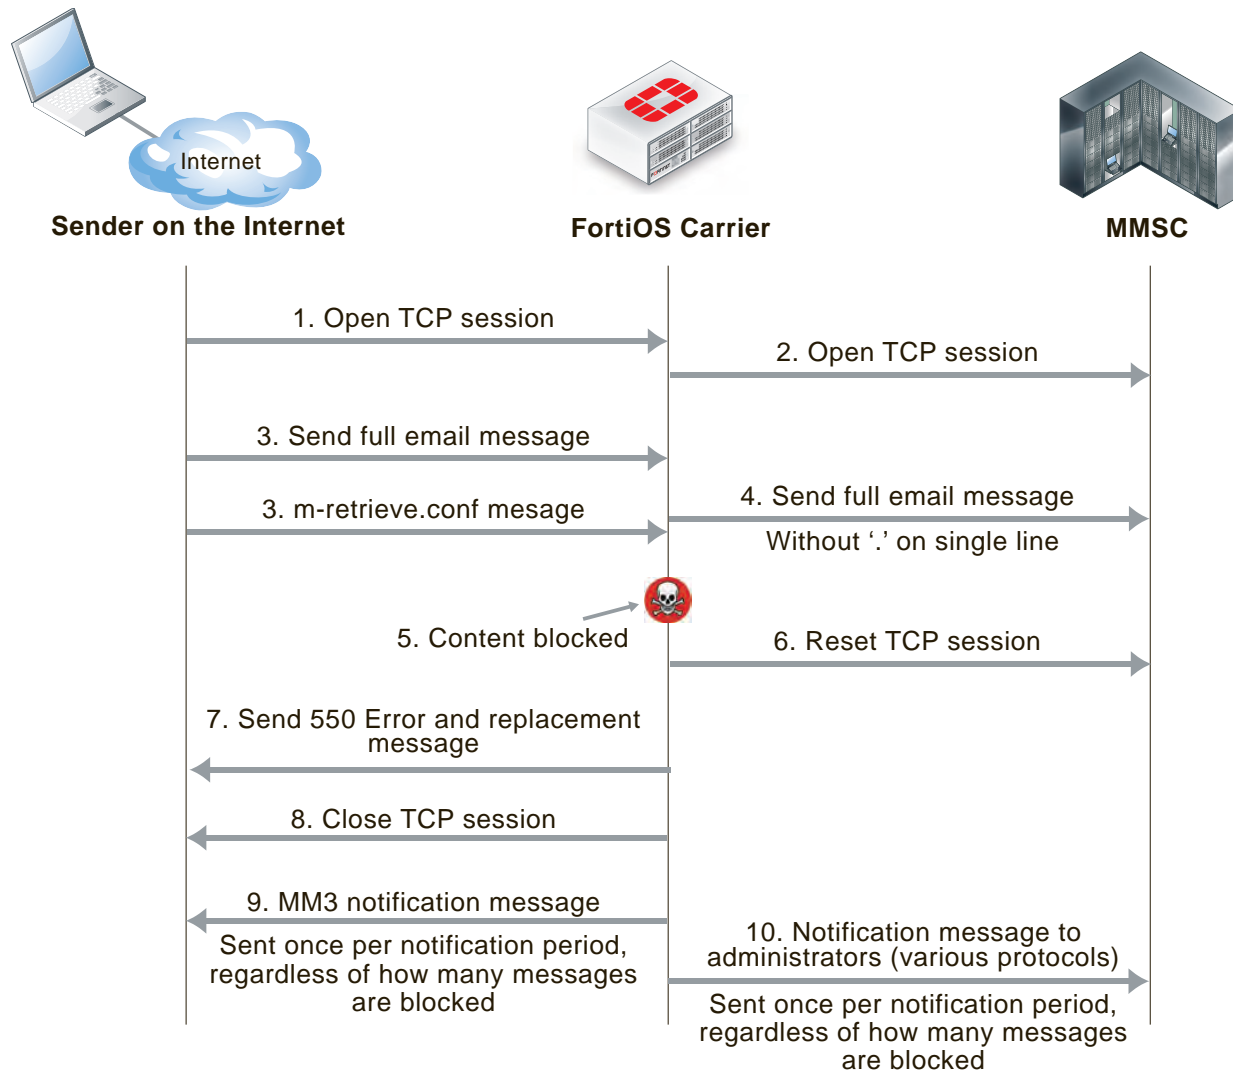 Internet
Sender on the Internet
FORTINET
FortiOS Carrier
MMSC
1. Open TCP session
2. Open TCP session
3. Send full email message
3. m-retrieve.conf mesage
4. Send full email message
Without ‘.’ on single line
5. Content blocked
6. Reset TCP session
7. Send 550 Error and replacement
message
8. Close TCP session
9. MM3 notification message
Sent once per notification period,
regardless of how many messages
are blocked
10. Notification message to
administrators (various protocols)
Sent once per notification period,
regardless of how many messages
are blocked